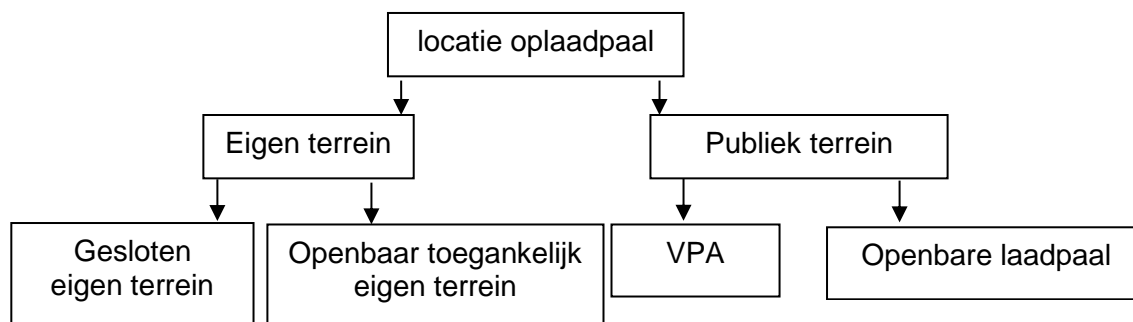 locatie oplaadpaal
Eigen terrein
Publiek terrein
Gesloten
eigen terrein
Openbaar toegankelijk
eigen terrein
VPA
Openbare laadpaal